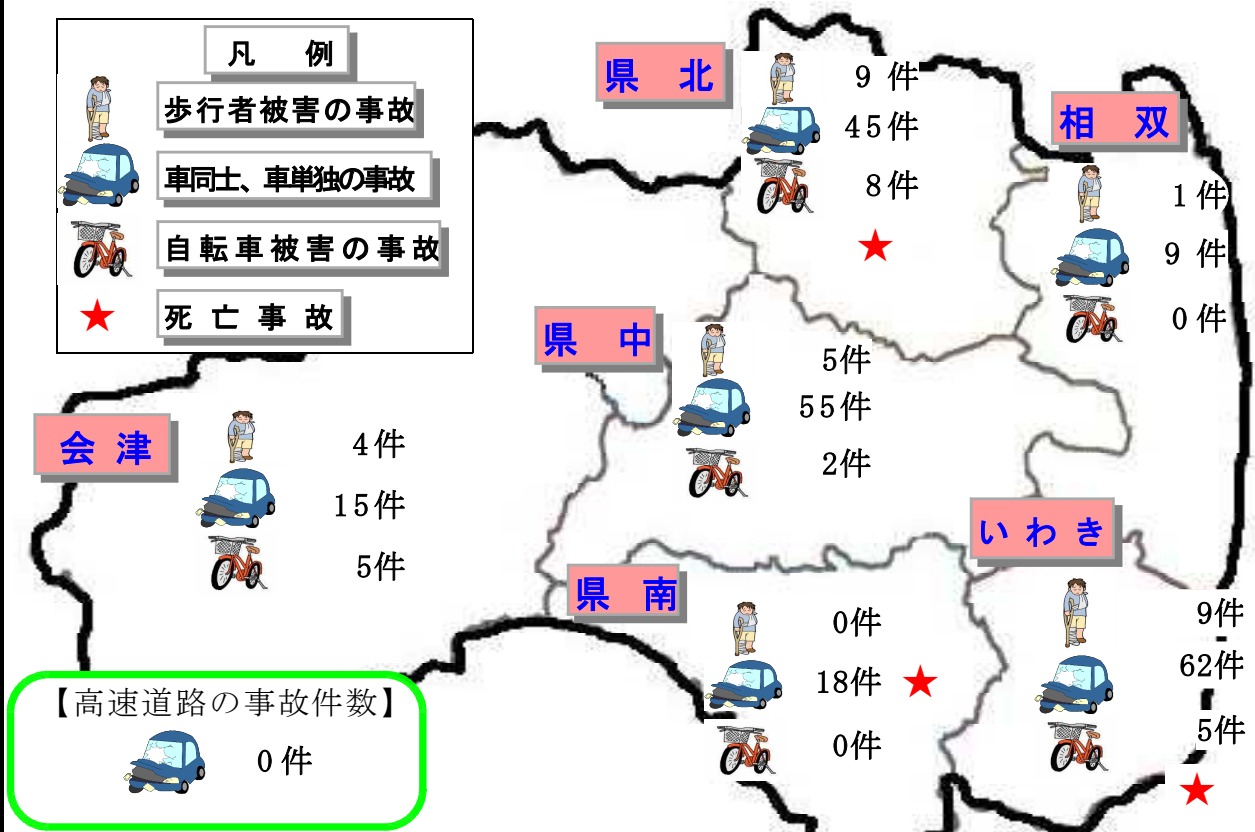 凡 例
歩行者被害の事故
車同士、車単独の事故
自転車被害の事故
死亡事故
県 北
9 件
45件
8件
相 双
1件
9 件
0件
県 中
5件
55件
2件
会 津
4件
15件
5件
いわき
9件
62件
5件
県 南
0件
18件
0件
【高速道路の事故件数】
0件